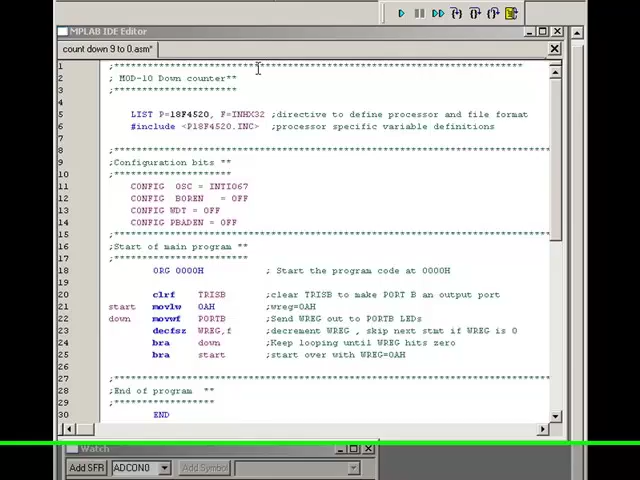 MPLAB IDE Editor
count down 9 to 0.asm*
1 ;******************************************************************************
2 ; MOD-10 Down counter**
3 ;************************
4
5 LIST P=18F4520, F=INHX32 ;directive to define processor and file format
6 #include <P18F4520.INC> ;processor specific variable definitions
7
8 ;******************************************************************************
9 ;Configuration bits **
10 ;***********************
11 CONFIG OSC = INTIO67
12 CONFIG BOREN = OFF
13 CONFIG WDT = OFF
14 CONFIG PBADEN = OFF
15 ;******************************************************************************
16 ;Start of main program **
17 ;**************************
18 ORG 0000H ; Start the program code at 0000H
19
20 clrf TRISB ;clear TRISB to make PORT B an output port
21 start movlw 0AH ;wreg=0AH
22 down movwf PORTB ;Send WREG out to PORTB LEDs
23 decfsz WREG,f ;decrement WREG , skip next stmt if WREG is 0
24 bra down ;Keep looping until WREG hits zero
25 bra start ;start over with WREG=0AH
26
27 ;******************************************************************************
28 ;End of program **
29 ;*******************
30 END
Watch
Add SFR ADCON0 Add Symbol